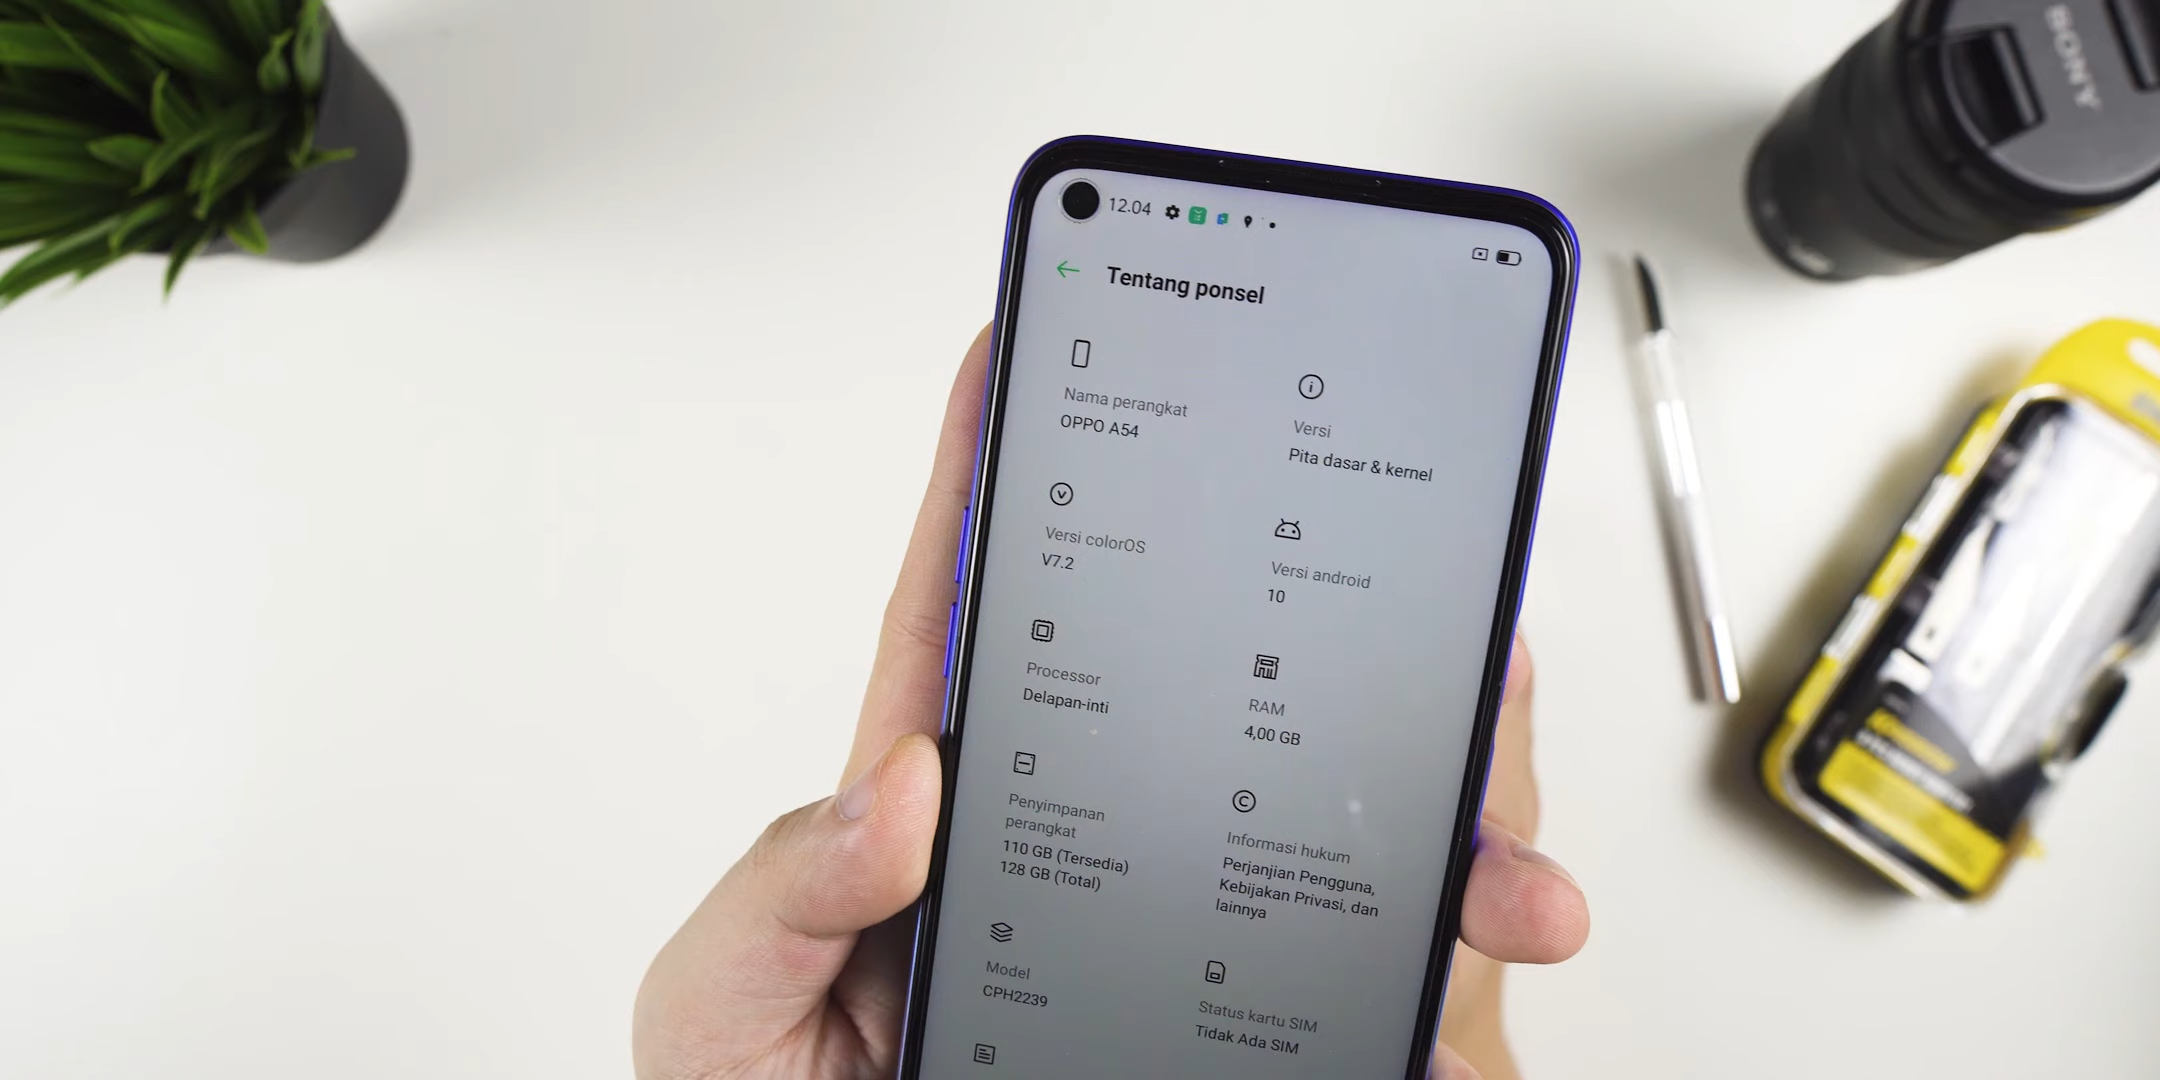 SONY
12.04
Tentang ponsel
Nama perangkat
OPPO A54
Versi
Pita dasar & kernel
Versi colorOS
V7.2
Versi android
10
Processor
Delapan-inti
RAM
4,00 GB
Penyimpanan
perangkat
110 GB (Tersedia)
128 GB (Total)
Informasi hukum
Perjanjian Pengguna,
Kebijakan Privasi, dan
lainnya
Model
CPH2239
Status kartu SIM
Tidak Ada SIM